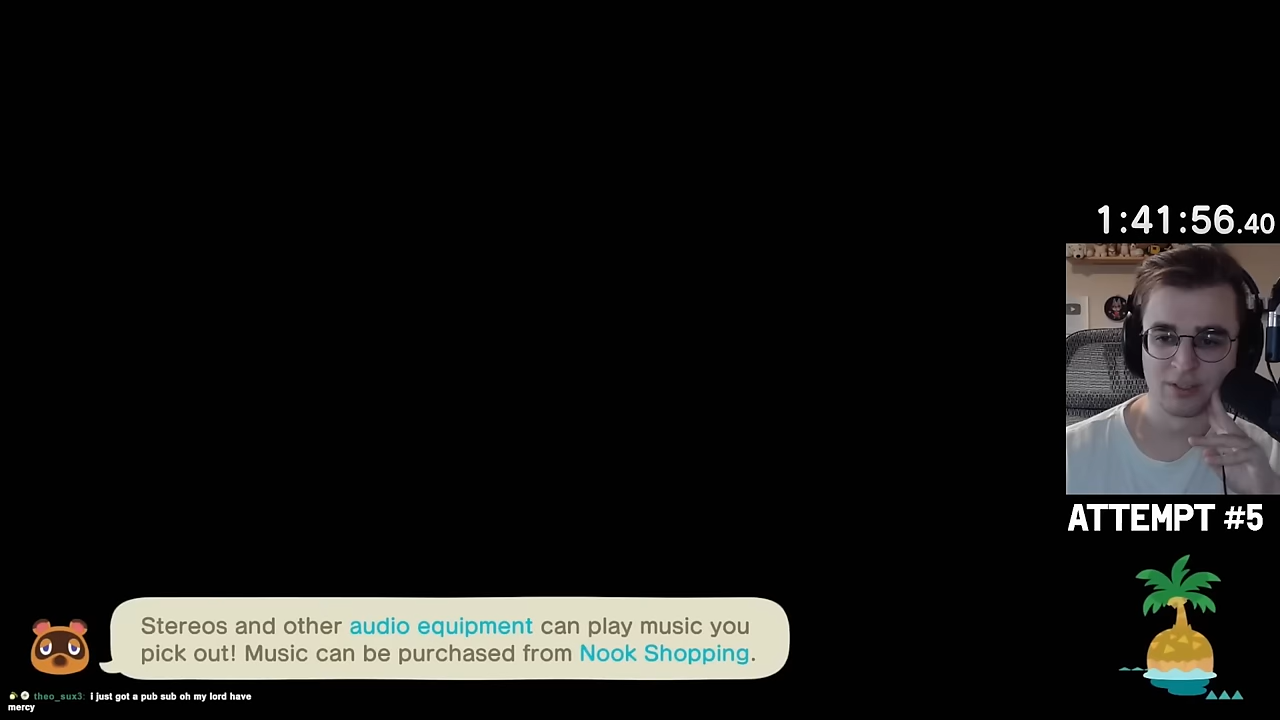 1:41:56.40
ATTEMPT #5
Stereos and other audio equipment can play music you
pick out! Music can be purchased from Nook Shopping.
theo_sux3: i just got a pub sub oh my lord have
mercy